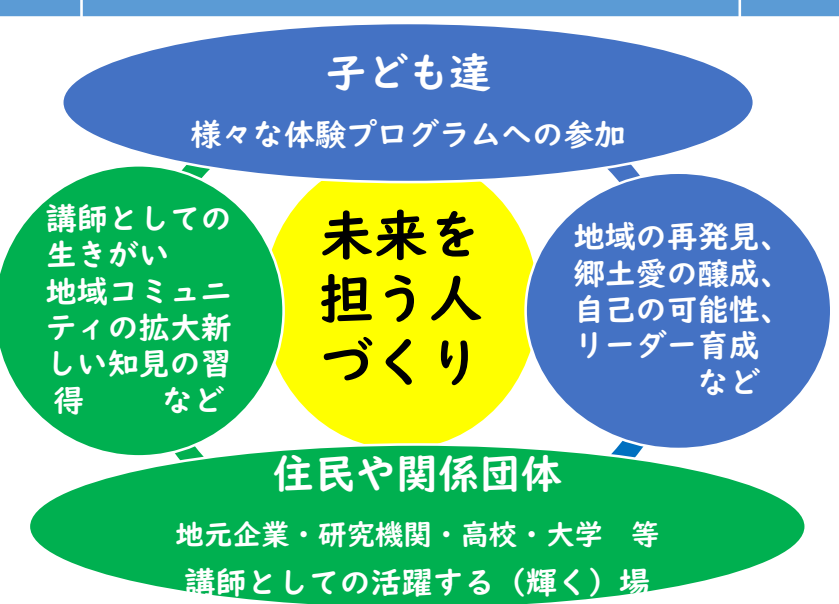 子ども達
様々な体験プログラムへの参加
講師としての
生きがい
地域コミュニ
ティの拡大新
しい知見の習
得　　　など
未来を
担う人
づくり
地域の再発見、
郷土愛の醸成、
自己の可能性、
リーダー育成
など
住民や関係団体
地元企業・研究機関・高校・大学　等
講師としての活躍する（輝く）場